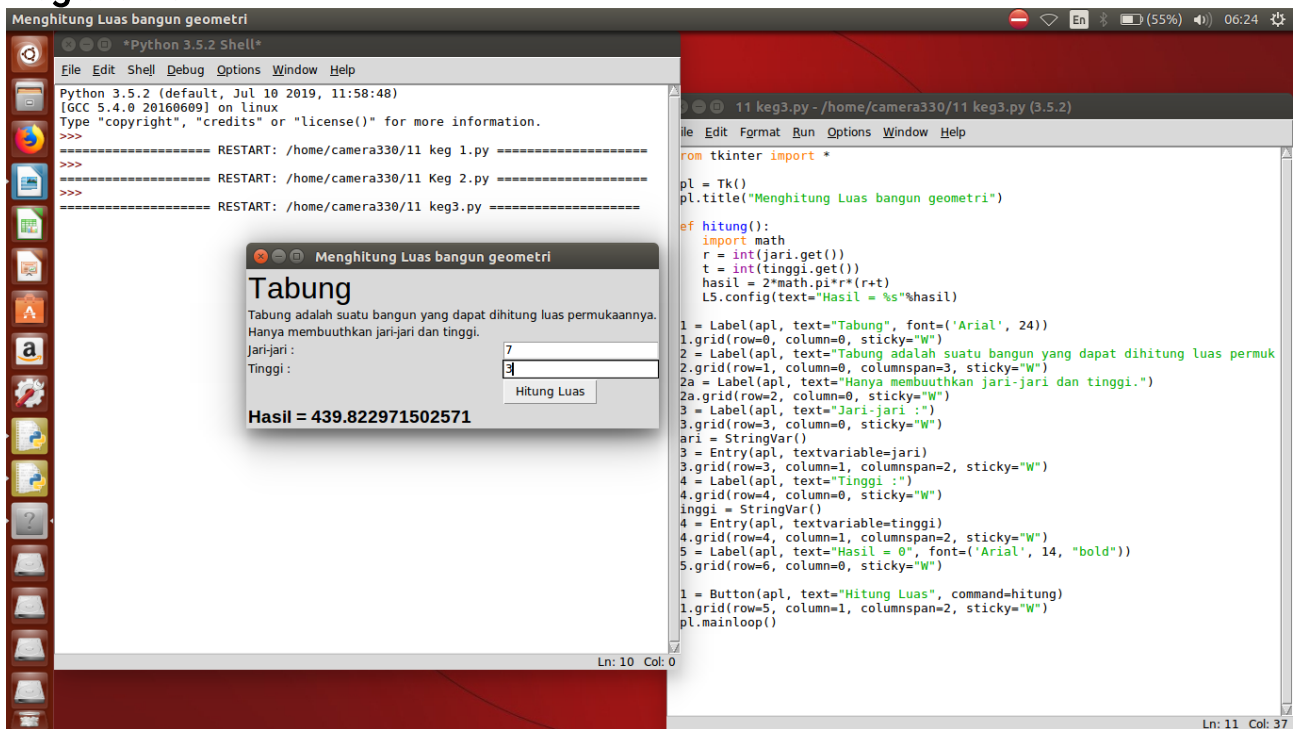 Menghitung Luas bangun geometri
En
(55%)
06:24
*Python 3.5.2 Shell*
File Edit Shell Debug Options Window Help
Python 3.5.2 (default, Jul 10 2019, 11:58:48)
[GCC 5.4.0 20160609] on linux
Type "copyright", "credits" or "license()" for more information.
>>>
==================== RESTART: /home/camera330/11 keg 1.py ====================
>>>
==================== RESTART: /home/camera330/11 Keg 2.py ====================
>>>
==================== RESTART: /home/camera330/11 keg3.py ====================
Ln: 10 Col: 0
Menghitung Luas bangun geometri
Tabung
Tabung adalah suatu bangun yang dapat dihitung luas permukaannya.
Hanya membuuthkan jari-jari dan tinggi.
Jari-jari : 7
Tinggi : 3
Hitung Luas
Hasil = 439.822971502571
11 keg3.py - /home/camera330/11 keg3.py (3.5.2)
ile Edit Format Run Options Window Help
rom tkinter import *
pl = Tk()
pl.title("Menghitung Luas bangun geometri")
ef hitung():
import math
r = int(jari.get())
t = int(tinggi.get())
hasil = 2*math.pi*r*(r+t)
L5.config(text="Hasil = %s"%hasil)
1 = Label(apl, text="Tabung", font=('Arial', 24))
1.grid(row=0, column=0, sticky="W")
2 = Label(apl, text="Tabung adalah suatu bangun yang dapat dihitung luas permuk
2.grid(row=1, column=0, columnspan=3, sticky="W")
2a = Label(apl, text="Hanya membuuthkan jari-jari dan tinggi.")
2a.grid(row=2, column=0, sticky="W")
3 = Label(apl, text="Jari-jari :")
3.grid(row=3, column=0, sticky="W")
ari = StringVar()
3 = Entry(apl, textvariable=jari)
3.grid(row=3, column=1, columnspan=2, sticky="W")
4 = Label(apl, text="Tinggi :")
4.grid(row=4, column=0, sticky="W")
inggi = StringVar()
4 = Entry(apl, textvariable=tinggi)
4.grid(row=4, column=1, columnspan=2, sticky="W")
5 = Label(apl, text="Hasil = 0", font=('Arial', 14, "bold"))
5.grid(row=6, column=0, sticky="W")
1 = Button(apl, text="Hitung Luas", command=hitung)
1.grid(row=5, column=1, columnspan=2, sticky="W")
pl.mainloop()
Ln: 11 Col: 37